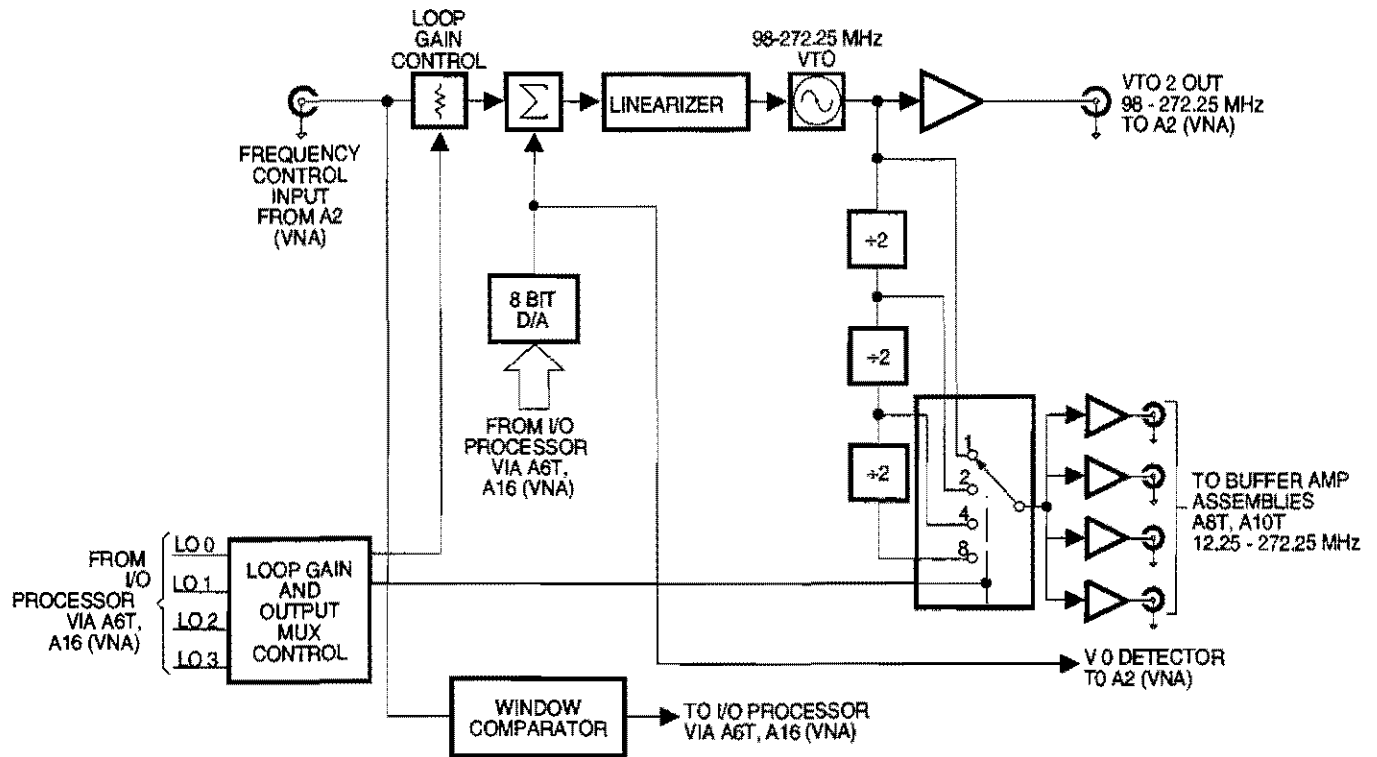 LOOP
GAIN
CONTROL
98-272.25 MHz
VTO
Σ
LINEARIZER
VTO 2 OUT
98 - 272.25 MHz
TO A2 (VNA)
FREQUENCY
CONTROL
INPUT
FROM A2
(VNA)
÷2
8 BIT
D/A
÷2
FROM I/O
PROCESSOR
VIA A6T,
A16 (VNA)
÷2
1
2
4
8
TO BUFFER AMP
ASSEMBLIES
A8T, A10T
12.25 - 272.25 MHz
FROM
I/O
PROCESSOR
VIA A6T,
A16 (VNA)
LO 0
LO 1
LO 2
LO 3
LOOP GAIN
AND
OUTPUT
MUX
CONTROL
V 0 DETECTOR
T0 A2 (VNA)
WINDOW
COMPARATOR
TO I/O PROCESSOR
VIA A6T, A16 (VNA)